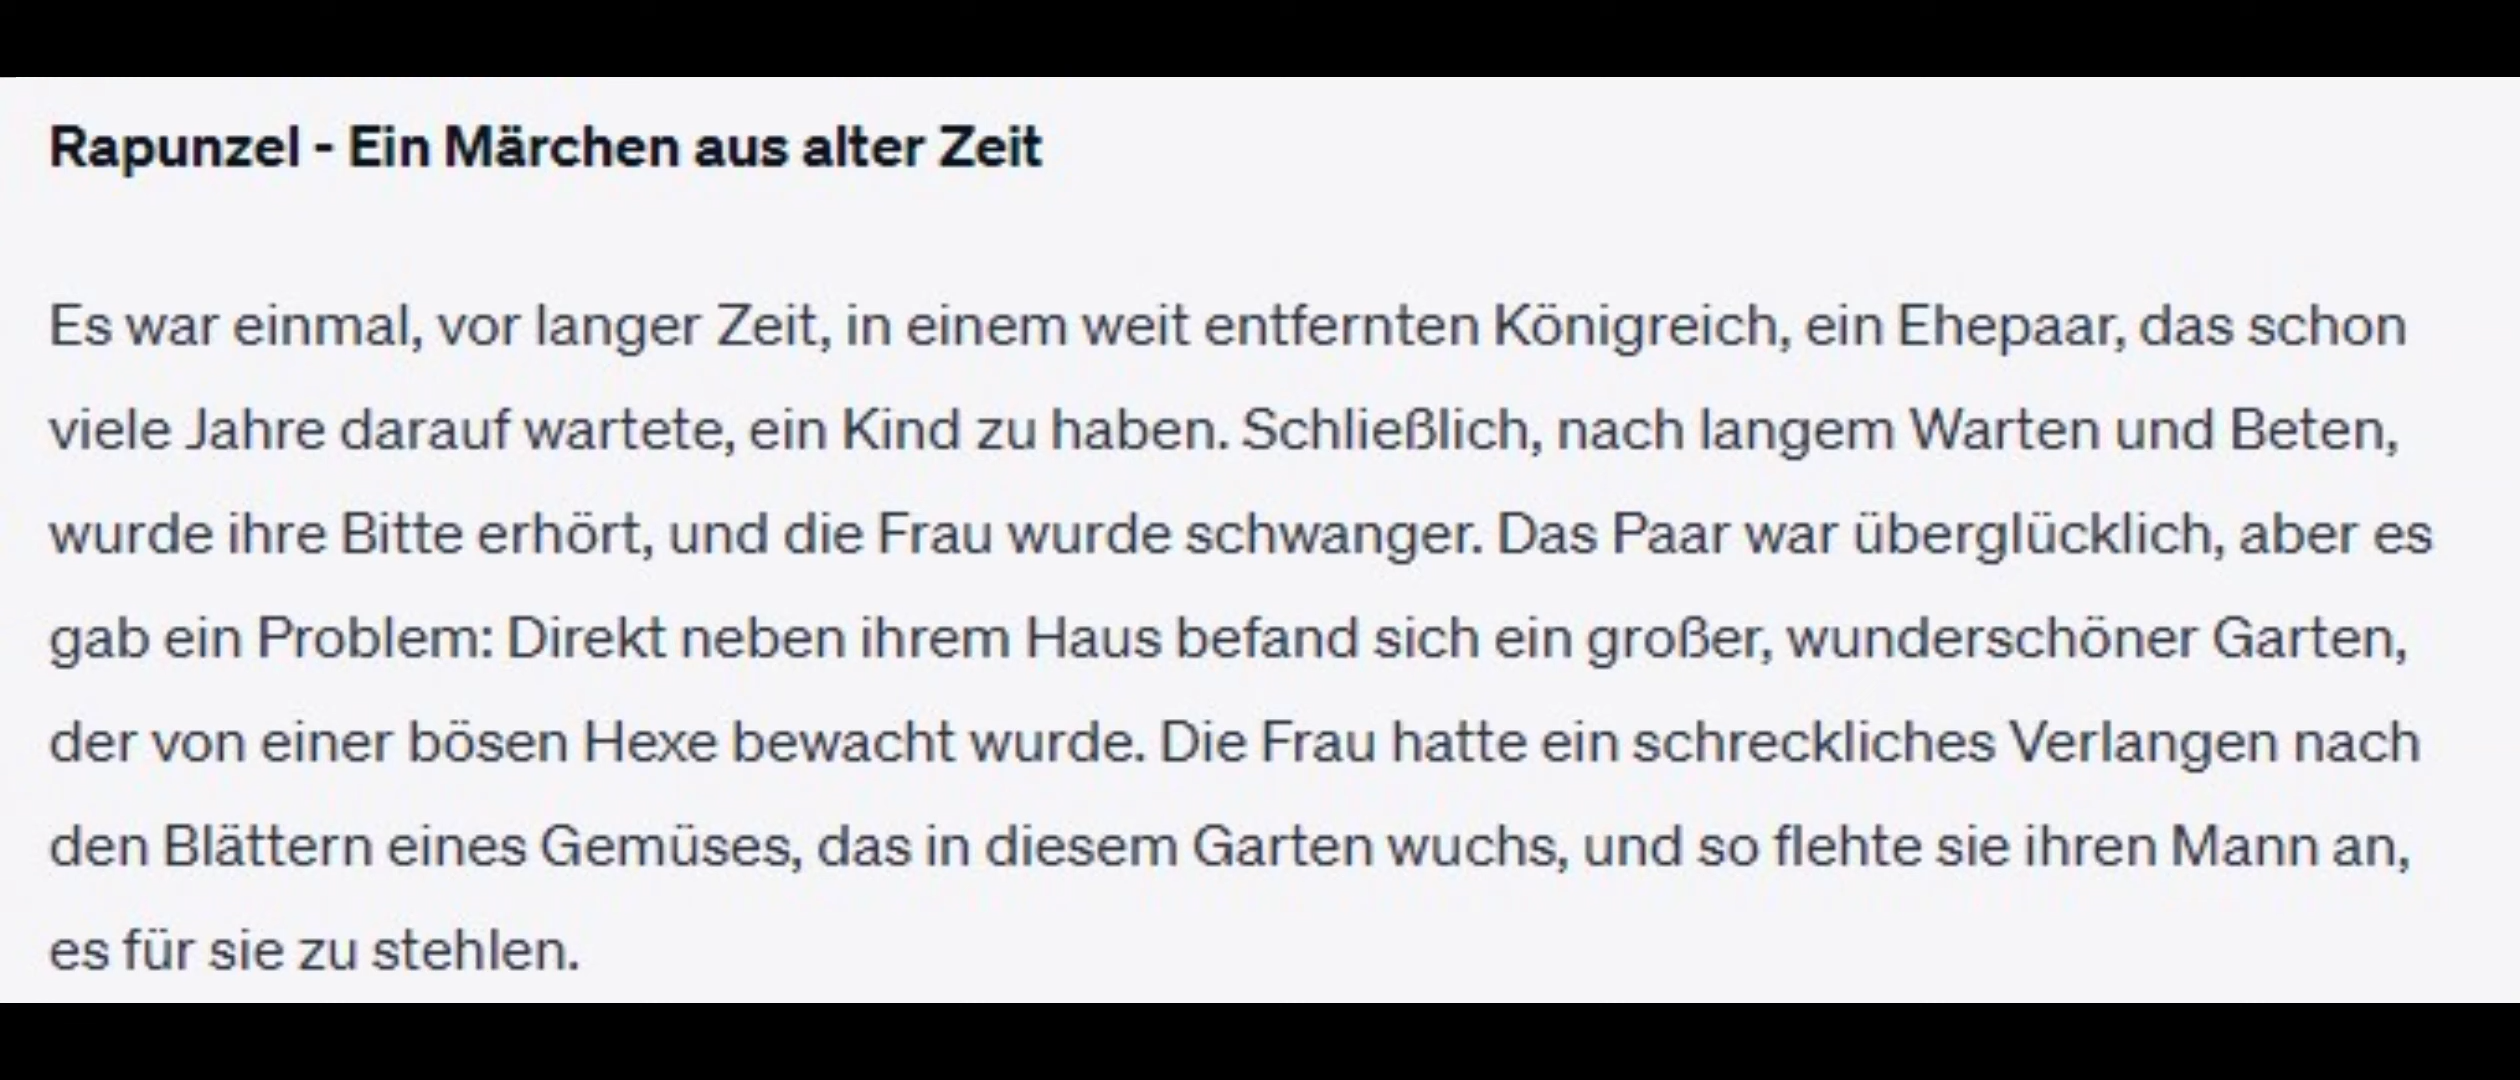 Rapunzel - Ein Märchen aus alter Zeit
Es war einmal, vor langer Zeit, in einem weit entfernten Königreich, ein Ehepaar, das schon
viele Jahre darauf wartete, ein Kind zu haben. Schließlich, nach langem Warten und Beten,
wurde ihre Bitte erhört, und die Frau wurde schwanger. Das Paar war überglücklich, aber es
gab ein Problem: Direkt neben ihrem Haus befand sich ein großer, wunderschöner Garten,
der von einer bösen Hexe bewacht wurde. Die Frau hatte ein schreckliches Verlangen nach
den Blättern eines Gemüses, das in diesem Garten wuchs, und so flehte sie ihren Mann an,
es für sie zu stehlen.